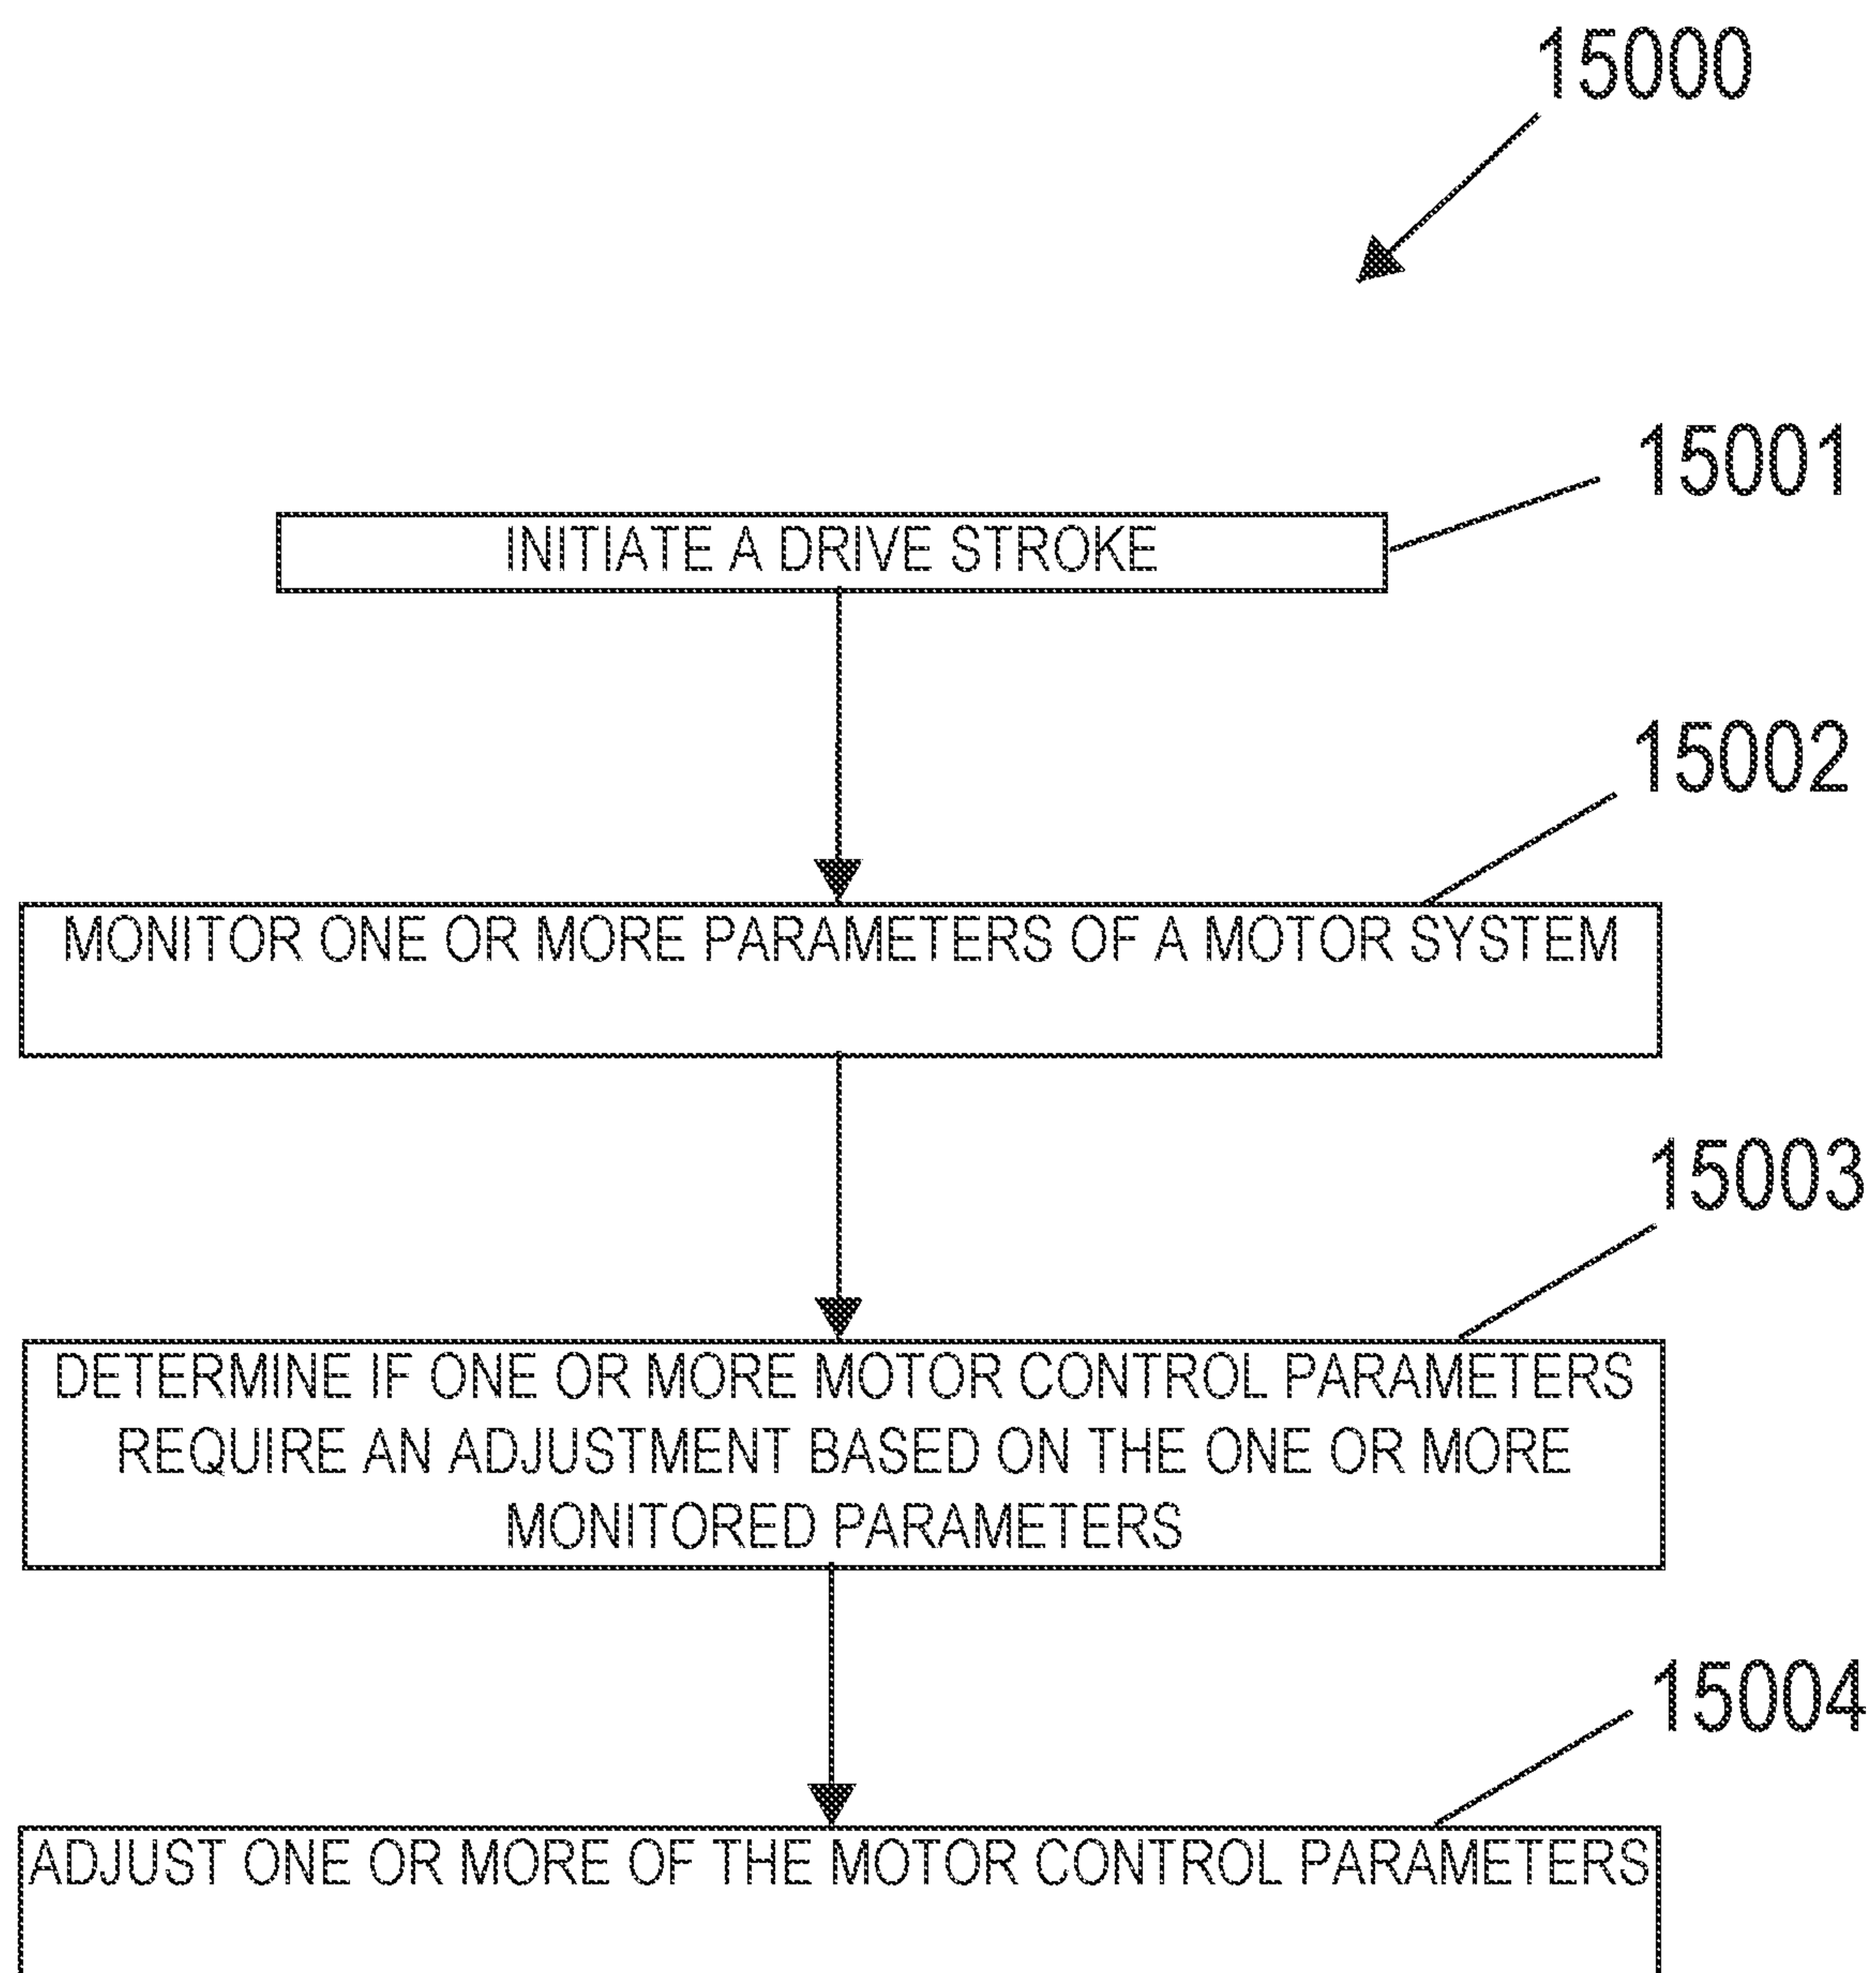 15000
15001
INITIATE A DRIVE STROKE
15002
MONITOR ONE OR MORE PARAMETERS OF A MOTOR SYSTEM
15003
DETERMINE IF ONE OR MORE MOTOR CONTROL PARAMETERS
REQUIRE AN ADJUSTMENT BASED ON THE ONE OR MORE
MONITORED PARAMETERS
15004
ADJUST ONE OR MORE OF THE MOTOR CONTROL PARAMETERS